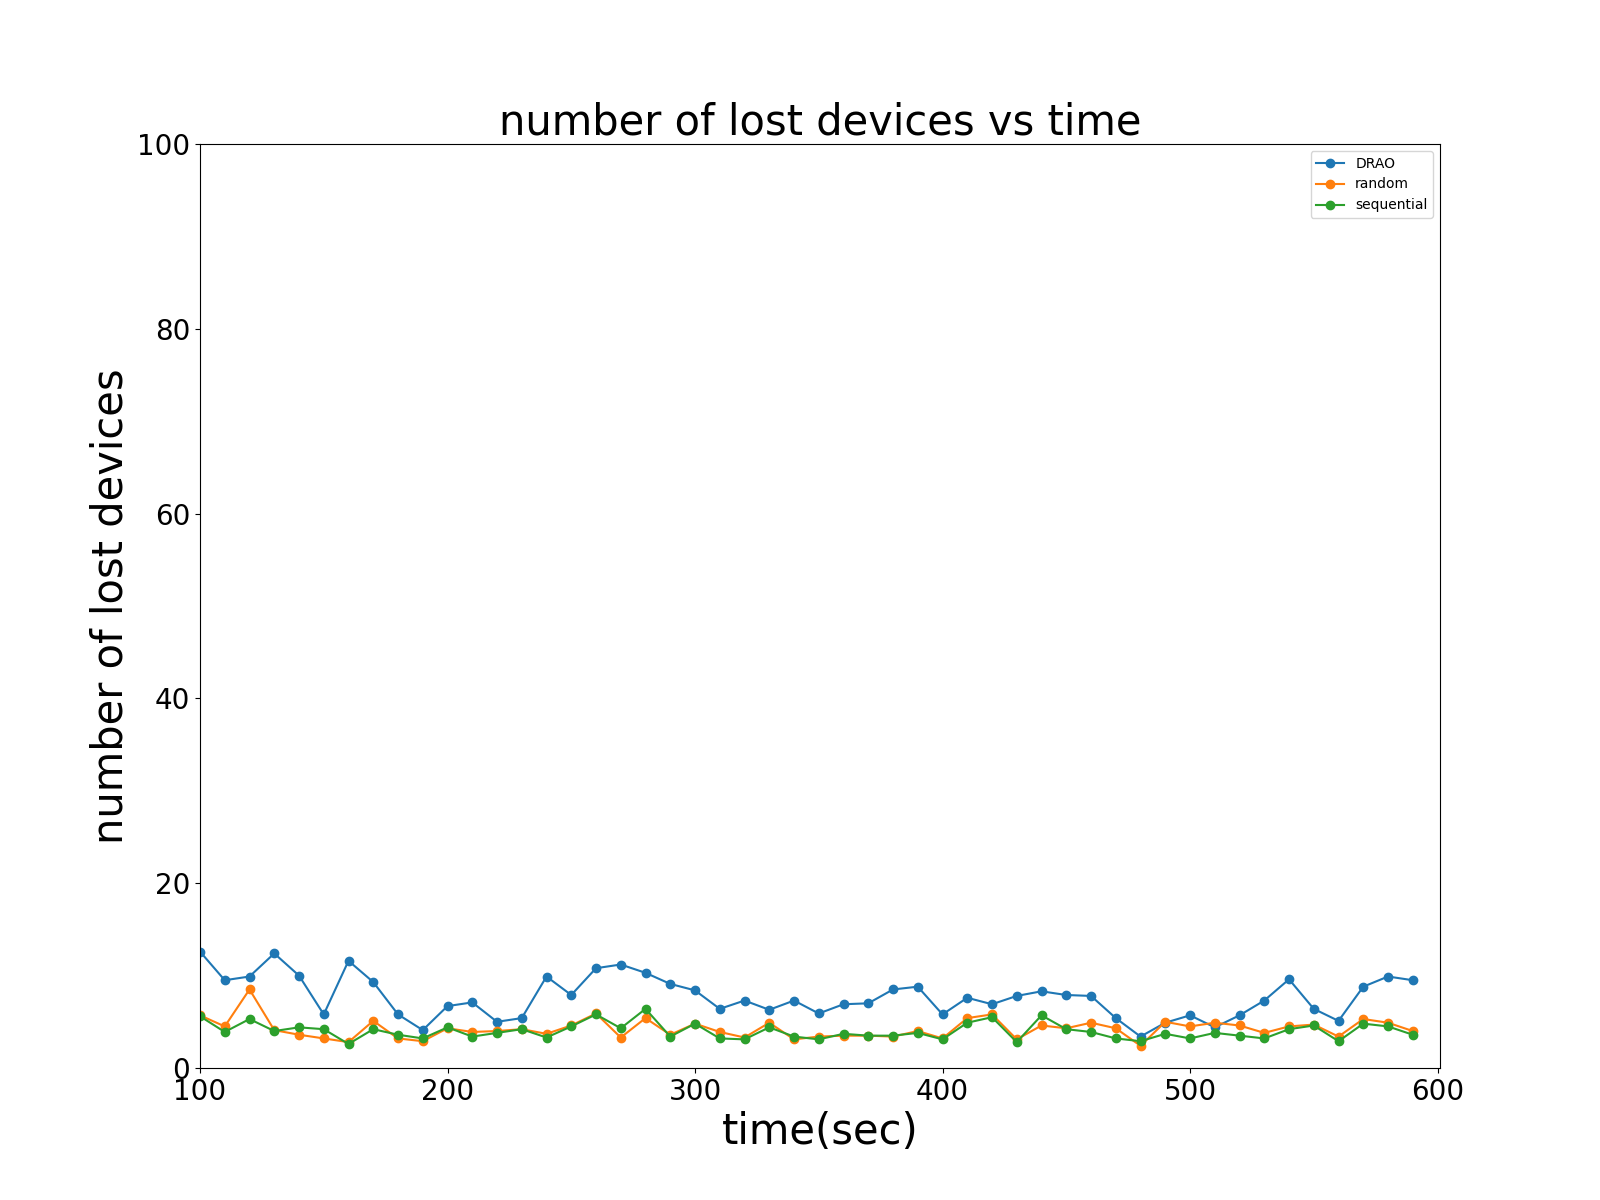 number of lost devices vs time
100
80
60
40
20
0
number of lost devices
DRAO
random
sequential
100 200 300 400 500 600
time(sec)